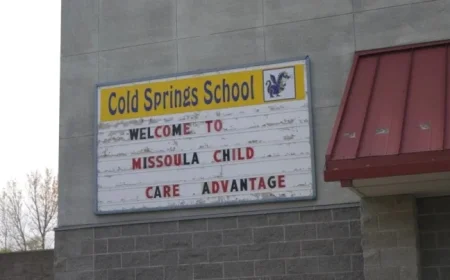 Cold Springs School
WELCOME TO
MISSOULA CHILD
CARE ADVANTAGE